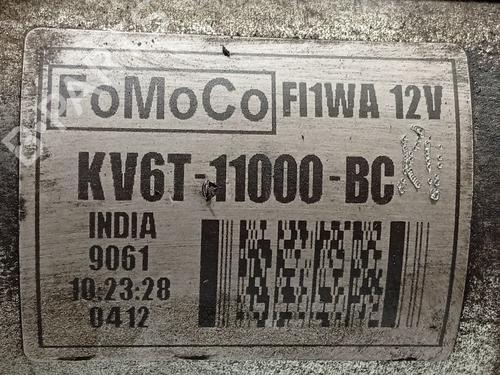 FoMoCo FI1WA 12V
KV6T-11000-BC
INDIA
9061
10:23:28
0412